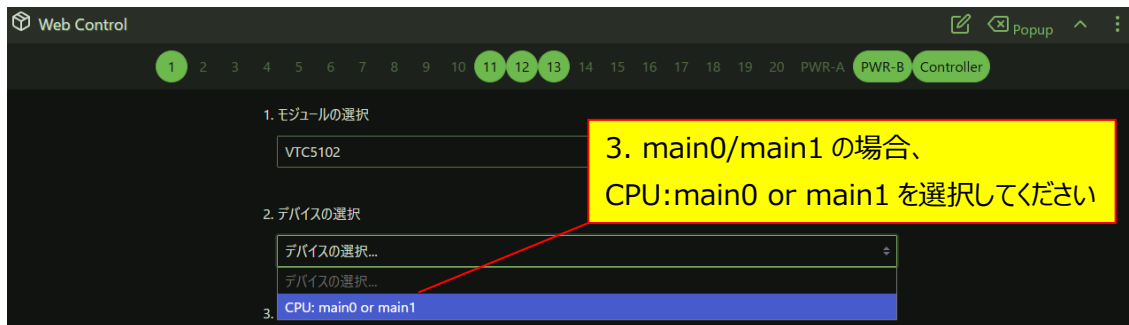 Web Control
Popup
1 2 3 4 5 6 7 8 9 10 11 12 13 14 15 16 17 18 19 20 PWR-A PWR-B Controller
1. モジュールの選択
VTC5102
3. main0/main1 の場合、
CPU:main0 or main1 を選択してください
2. デバイスの選択
デバイスの選択...
デバイスの選択...
CPU: main0 or main1
3.